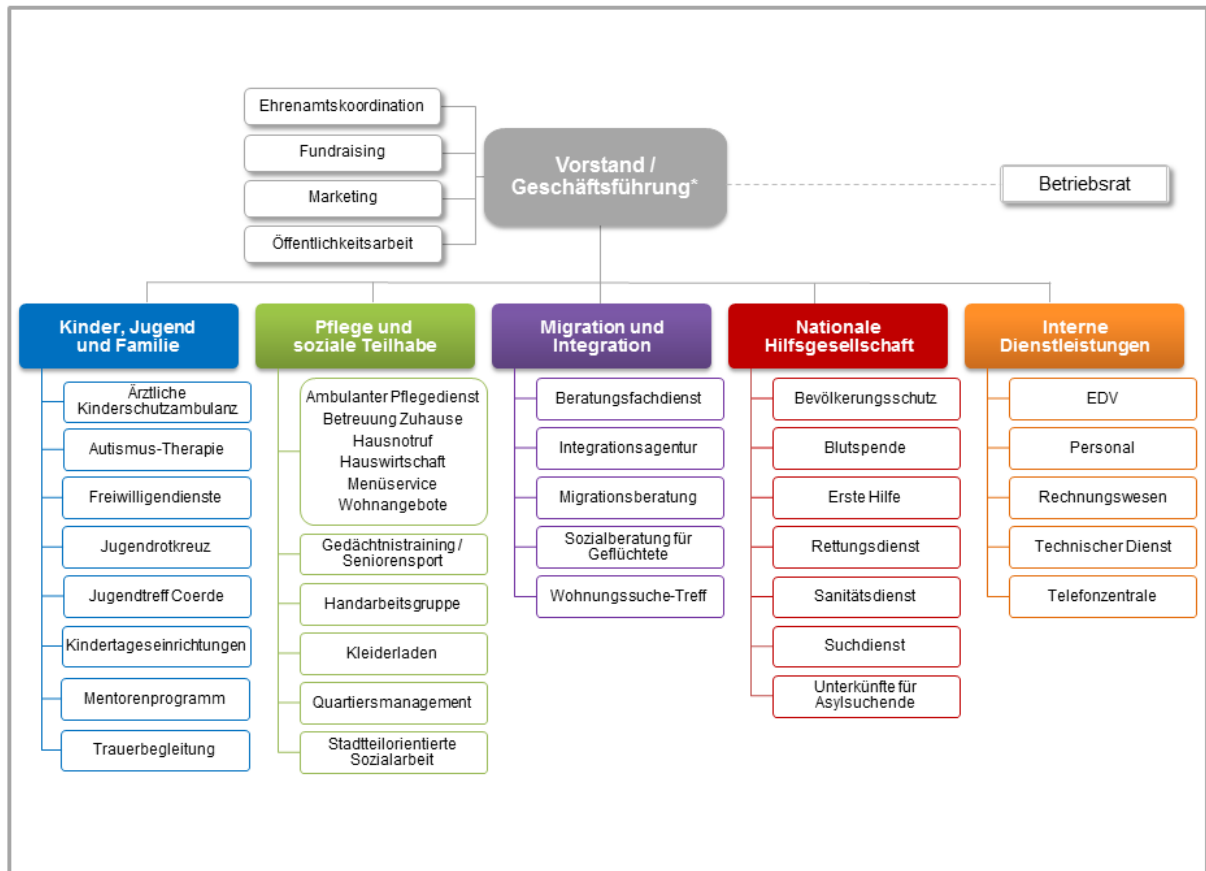 Ehrenamtskoordination
Fundraising
Marketing
Öffentlichkeitsarbeit
Vorstand /
Geschäftsführung*
Betriebsrat
Kinder, Jugend
und Familie
Ärztliche
Kinderschutzambulanz
Autismus-Therapie
Freiwilligendienste
Jugendrotkreuz
Jugendtreff Coerde
Kindertageseinrichtungen
Mentorenprogramm
Trauerbegleitung
Pflege und
soziale Teilhabe
Ambulanter Pflegedienst
Betreuung Zuhause
Hausnotruf
Hauswirtschaft
Menüservice
Wohnangebote
Gedächtnistraining /
Seniorensport
Handarbeitsgruppe
Kleiderladen
Quartiersmanagement
Stadtteilorientierte
Sozialarbeit
Migration und
Integration
Beratungsfachdienst
Integrationsagentur
Migrationsberatung
Sozialberatung für
Geflüchtete
Wohnungssuche-Treff
Nationale
Hilfsgesellschaft
Bevölkerungsschutz
Blutspende
Erste Hilfe
Rettungsdienst
Sanitätsdienst
Suchdienst
Unterkünfte für
Asylsuchende
Interne
Dienstleistungen
EDV
Personal
Rechnungswesen
Technischer Dienst
Telefonzentrale